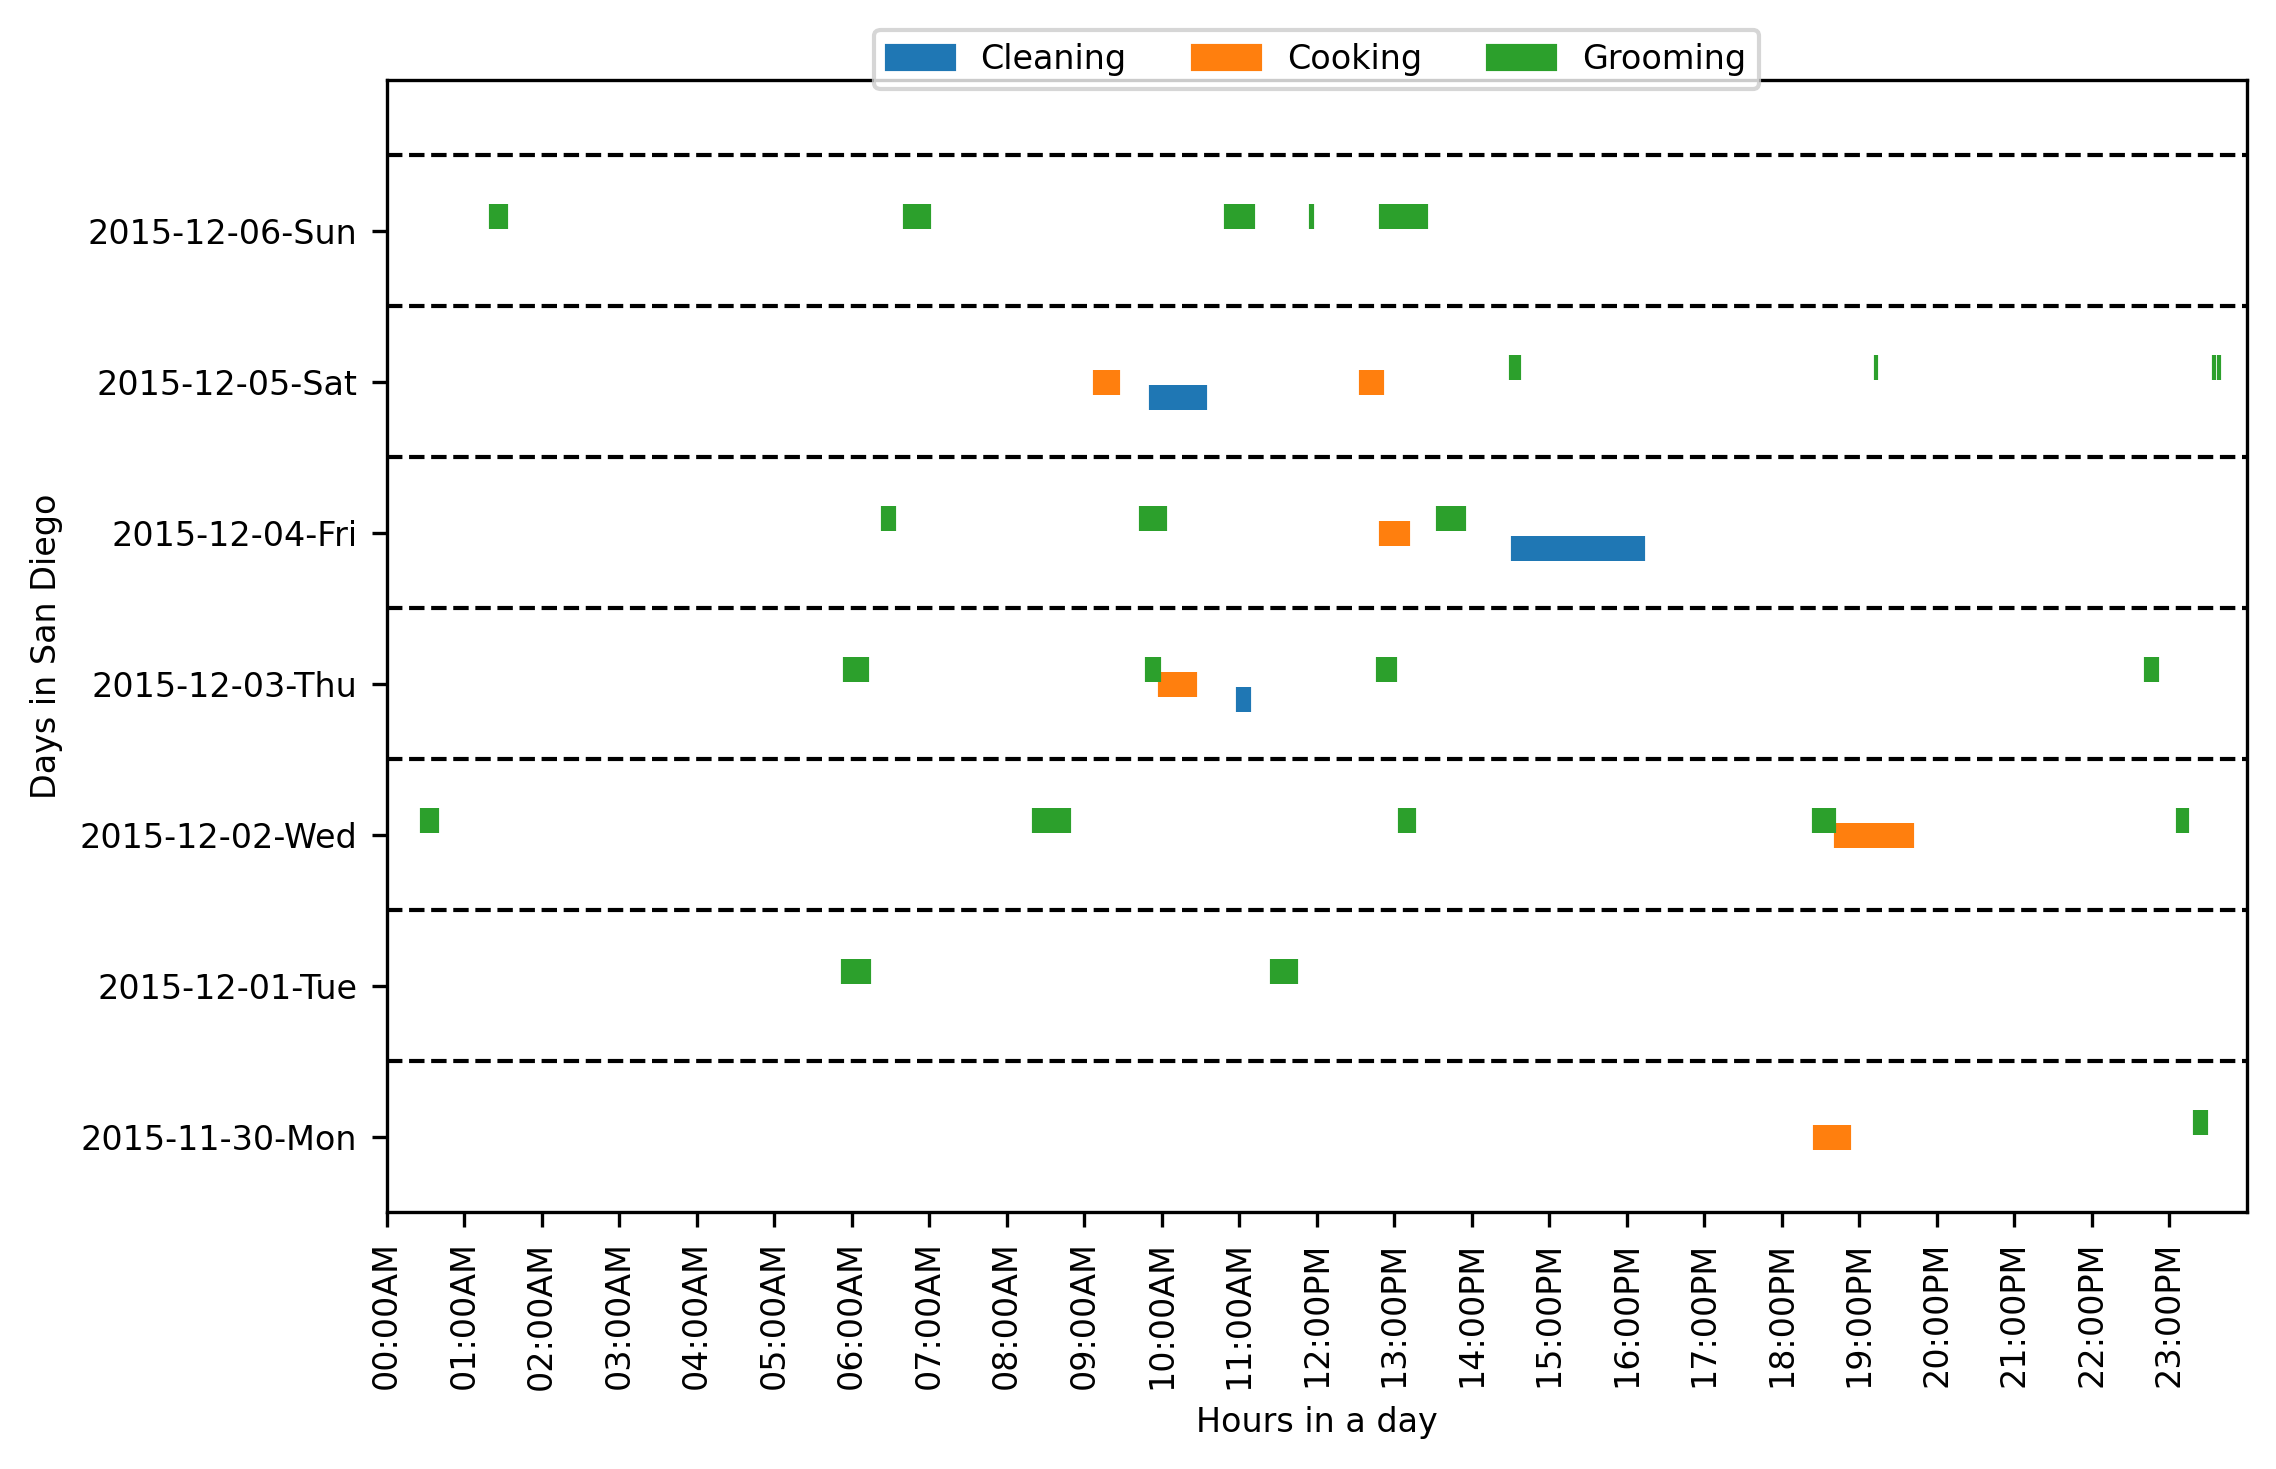 Cleaning Cooking Grooming
2015-12-06-Sun
2015-12-05-Sat
2015-12-04-Fri
2015-12-03-Thu
2015-12-02-Wed
2015-12-01-Tue
2015-11-30-Mon
Days in San Diego
00:00AM
01:00AM
02:00AM
03:00AM
04:00AM
05:00AM
06:00AM
07:00AM
08:00AM
09:00AM
10:00AM
11:00AM
12:00PM
13:00PM
14:00PM
15:00PM
16:00PM
17:00PM
18:00PM
19:00PM
20:00PM
21:00PM
22:00PM
23:00PM
Hours in a day